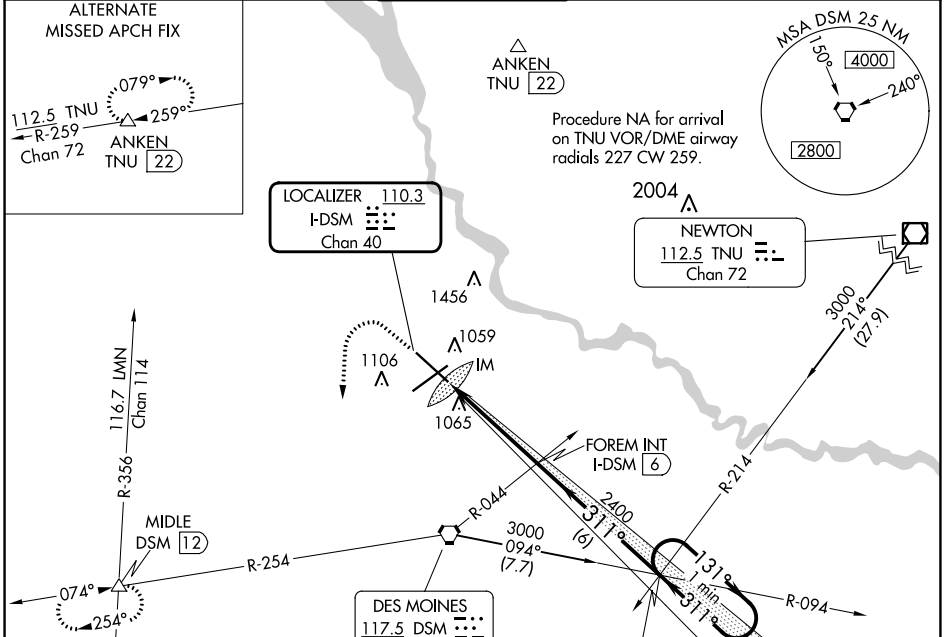 ALTERNATE
MISSED APCH FIX
079°
259°
112.5 TNU
R-259
Chan 72
ANKEN
TNU 22
ANKEN
TNU 22
MSA DSM 25 NM
150°
4000
240°
2800
Procedure NA for arrival
on TNU VOR/DME airway
radials 227 CW 259.
2004
LOCALIZER 110.3
I-DSM
Chan 40
NEWTON
112.5 TNU
Chan 72
3000
214°
(27.9)
1456
1059
1106
IM
1065
116.7 LMN
Chan 114
R-356
FOREM INT
I-DSM 6
R-214
R-044
2400
311°
(6)
MIDLE
DSM 12
R-254
3000
094°
(7.7)
131°
1 min
311°
R-094
074°
254°
DES MOINES
117.5 DSM